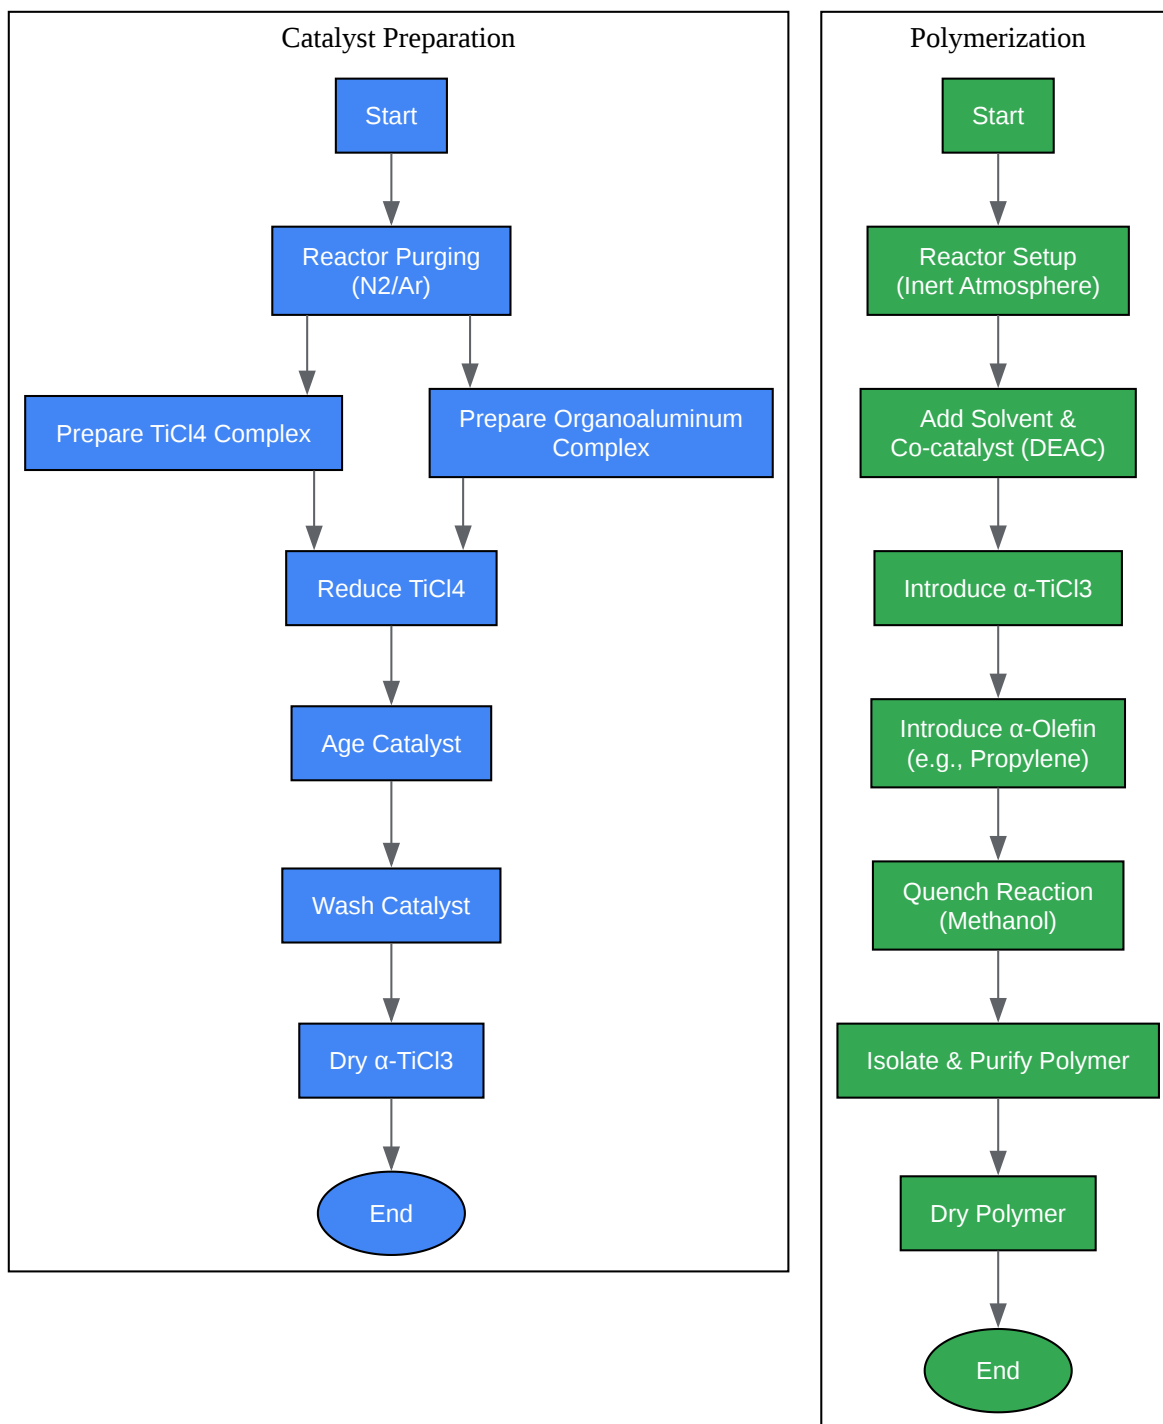 Catalyst Preparation
Start
Reactor Purging
(N2/Ar)
Prepare TiCl4 Complex
Prepare Organoaluminum
Complex
Reduce TiCl4
Age Catalyst
Wash Catalyst
Dry α-TiCl3
End
Polymerization
Start
Reactor Setup
(Inert Atmosphere)
Add Solvent &
Co-catalyst (DEAC)
Introduce α-TiCl3
Introduce α-Olefin
(e.g., Propylene)
Quench Reaction
(Methanol)
Isolate & Purify Polymer
Dry Polymer
End